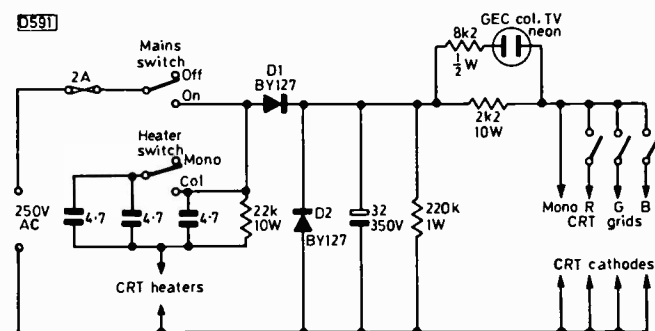 D591
GEC col. TV
neon
8k2
½ W
Mains
switch
Off
On
2A
D1
BY127
2k2
10W
Heater
switch
Mono
Col
250V
AC
4·7
4·7
4·7
22k
10W
D2
BY127
32
350V
220k
1W
Mono R G B
CRT grids
CRT heaters
CRT cathodes